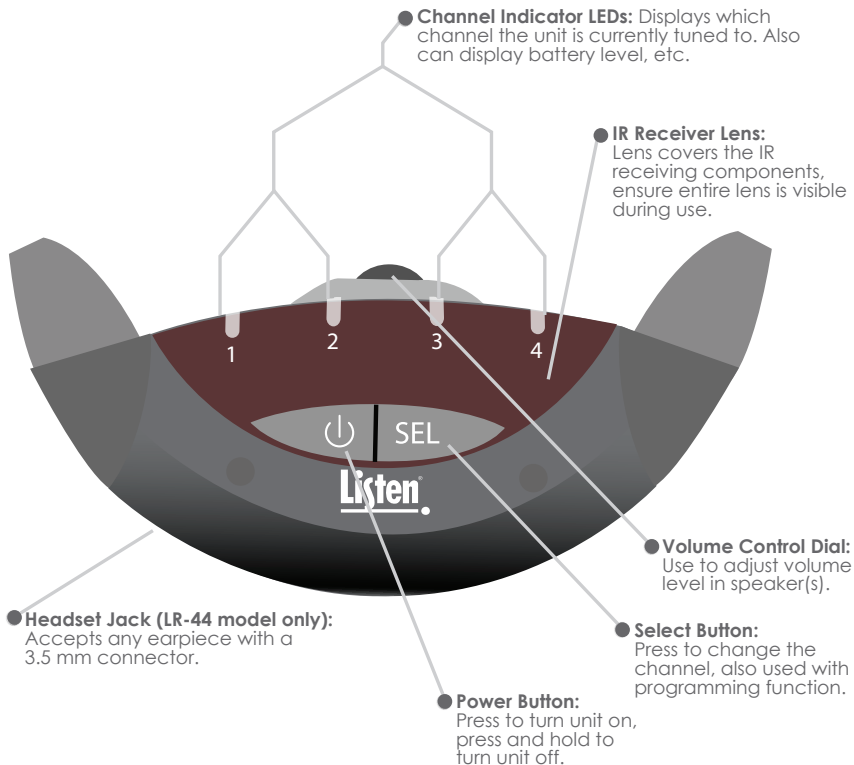 Channel Indicator LEDs: Displays which
channel the unit is currently tuned to. Also
can display battery level, etc.
IR Receiver Lens:
Lens covers the IR
receiving components,
ensure entire lens is visible
during use.
1
2
3
4
SEL
Listen®
Volume Control Dial:
Use to adjust volume
level in speaker(s).
Headset Jack (LR-44 model only):
Accepts any earpiece with a
3.5 mm connector.
Select Button:
Press to change the
channel, also used with
programming function.
Power Button:
Press to turn unit on,
press and hold to
turn unit off.